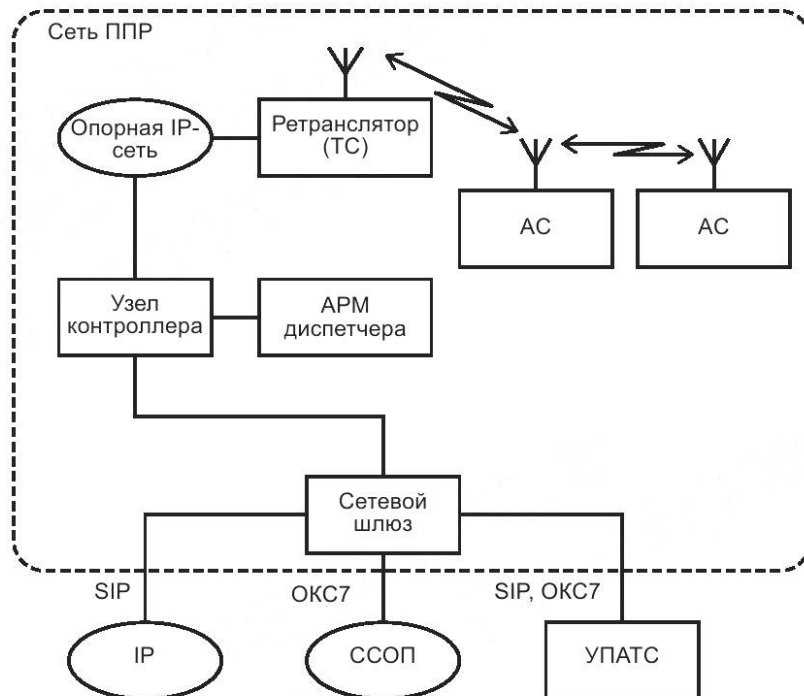 Сеть ППР
Опорная IP-
сеть
Ретранслятор
(ТС)
АС
АС
Узел
контроллера
АРМ
диспетчера
Сетевой
шлюз
SIP
ОКС7
SIP, ОКС7
IP
ССОП
УПАТС